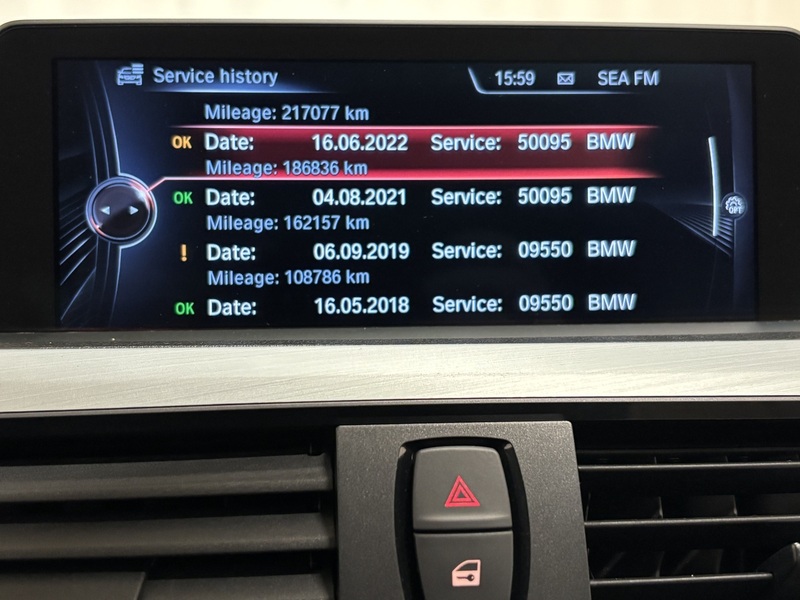 Service history 15:59 SEA FM
Mileage: 217077 km
OK Date: 16.06.2022 Service: 50095 BMW
Mileage: 186836 km
OK Date: 04.08.2021 Service: 50095 BMW
Mileage: 162157 km
! Date: 06.09.2019 Service: 09550 BMW
Mileage: 108786 km
OK Date: 16.05.2018 Service: 09550 BMW
OPT